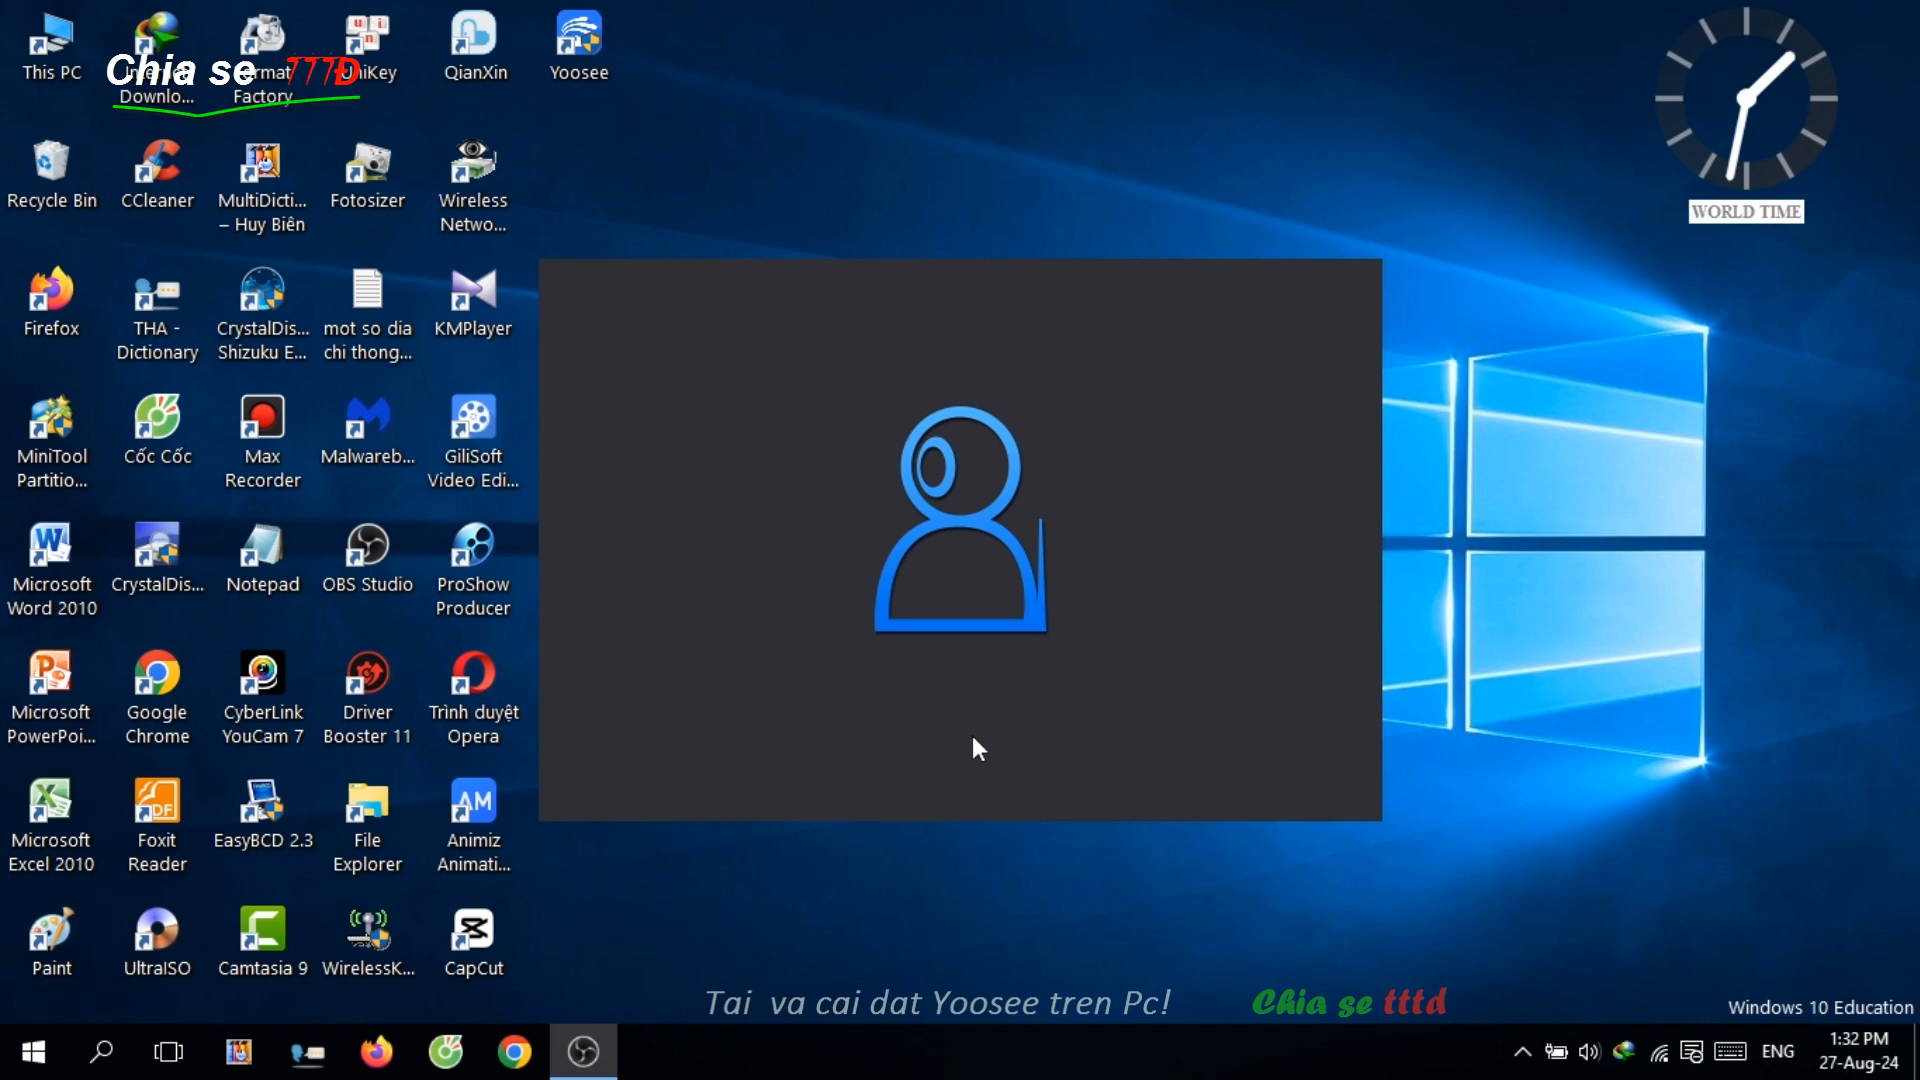 This PC
Internet
Downlo...
Format
Factory
UniKey
QianXin
Yoosee
Chia se TTTĐ
Recycle Bin
CCleaner
MultiDicti...
– Huy Biên
Fotosizer
Wireless
Netwo...
WORLD TIME
Firefox
THA -
Dictionary
CrystalDis...
Shizuku E...
mot so dia
chi thong...
KMPlayer
MiniTool
Partitio...
Cốc Cốc
Max
Recorder
Malwareb...
GiliSoft
Video Edi...
Microsoft
Word 2010
CrystalDis...
Notepad
OBS Studio
ProShow
Producer
Microsoft
PowerPoi...
Google
Chrome
CyberLink
YouCam 7
Driver
Booster 11
Trình duyệt
Opera
Microsoft
Excel 2010
Foxit
Reader
EasyBCD 2.3
File
Explorer
Animiz
Animati...
Paint
UltraISO
Camtasia 9
WirelessK...
CapCut
Tai va cai dat Yoosee tren Pc!
Chia se tttd
Windows 10 Education
ENG
1:32 PM
27-Aug-24